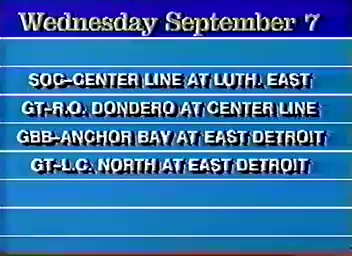 Wednesday September 7
SOC-CENTER LINE AT LUTH. EAST
GT-R.O. DONDERO AT CENTER LINE
GBB-ANCHOR BAY AT EAST DETROIT
GT-L.C. NORTH AT EAST DETROIT